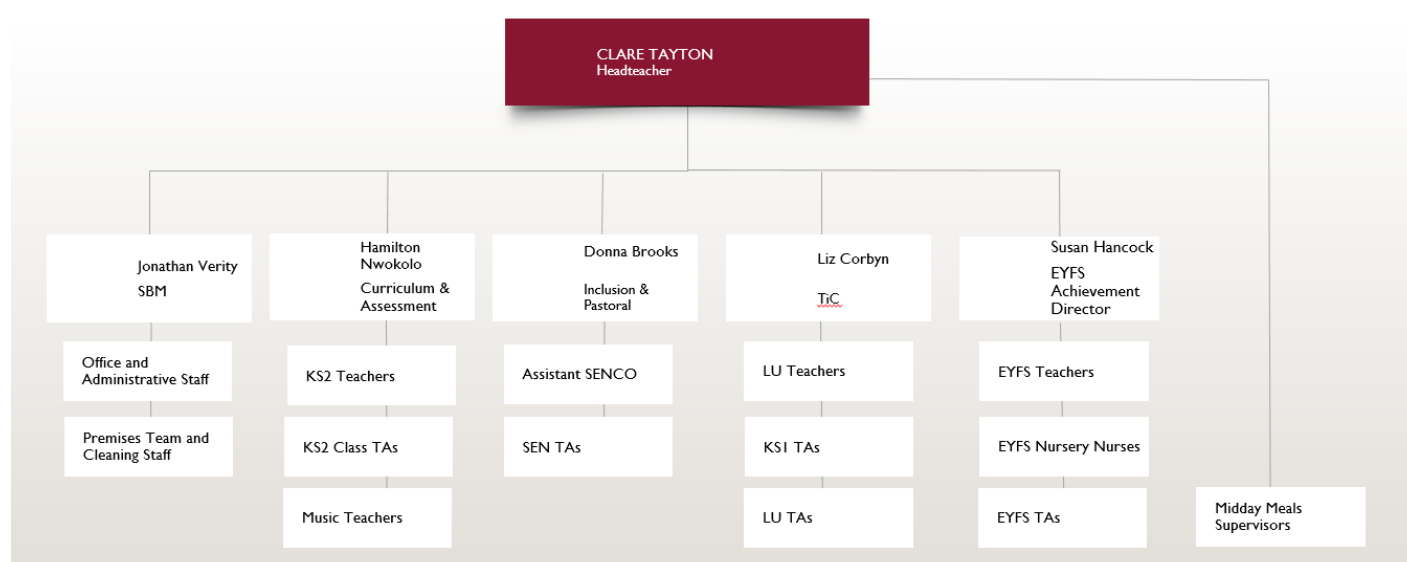 CLARE TAYTON
Headteacher
Jonathan Verity
SBM
Hamilton
Nwokolo
Curriculum &
Assessment
Donna Brooks
Inclusion &
Pastoral
Liz Corbyn
TiC
Susan Hancock
EYFS
Achievement
Director
Office and
Administrative Staff
KS2 Teachers
Assistant SENCO
LU Teachers
EYFS Teachers
Premises Team and
Cleaning Staff
KS2 Class TAs
SEN TAs
KS1 TAs
EYFS Nursery Nurses
Music Teachers
LU TAs
EYFS TAs
Midday Meals
Supervisors